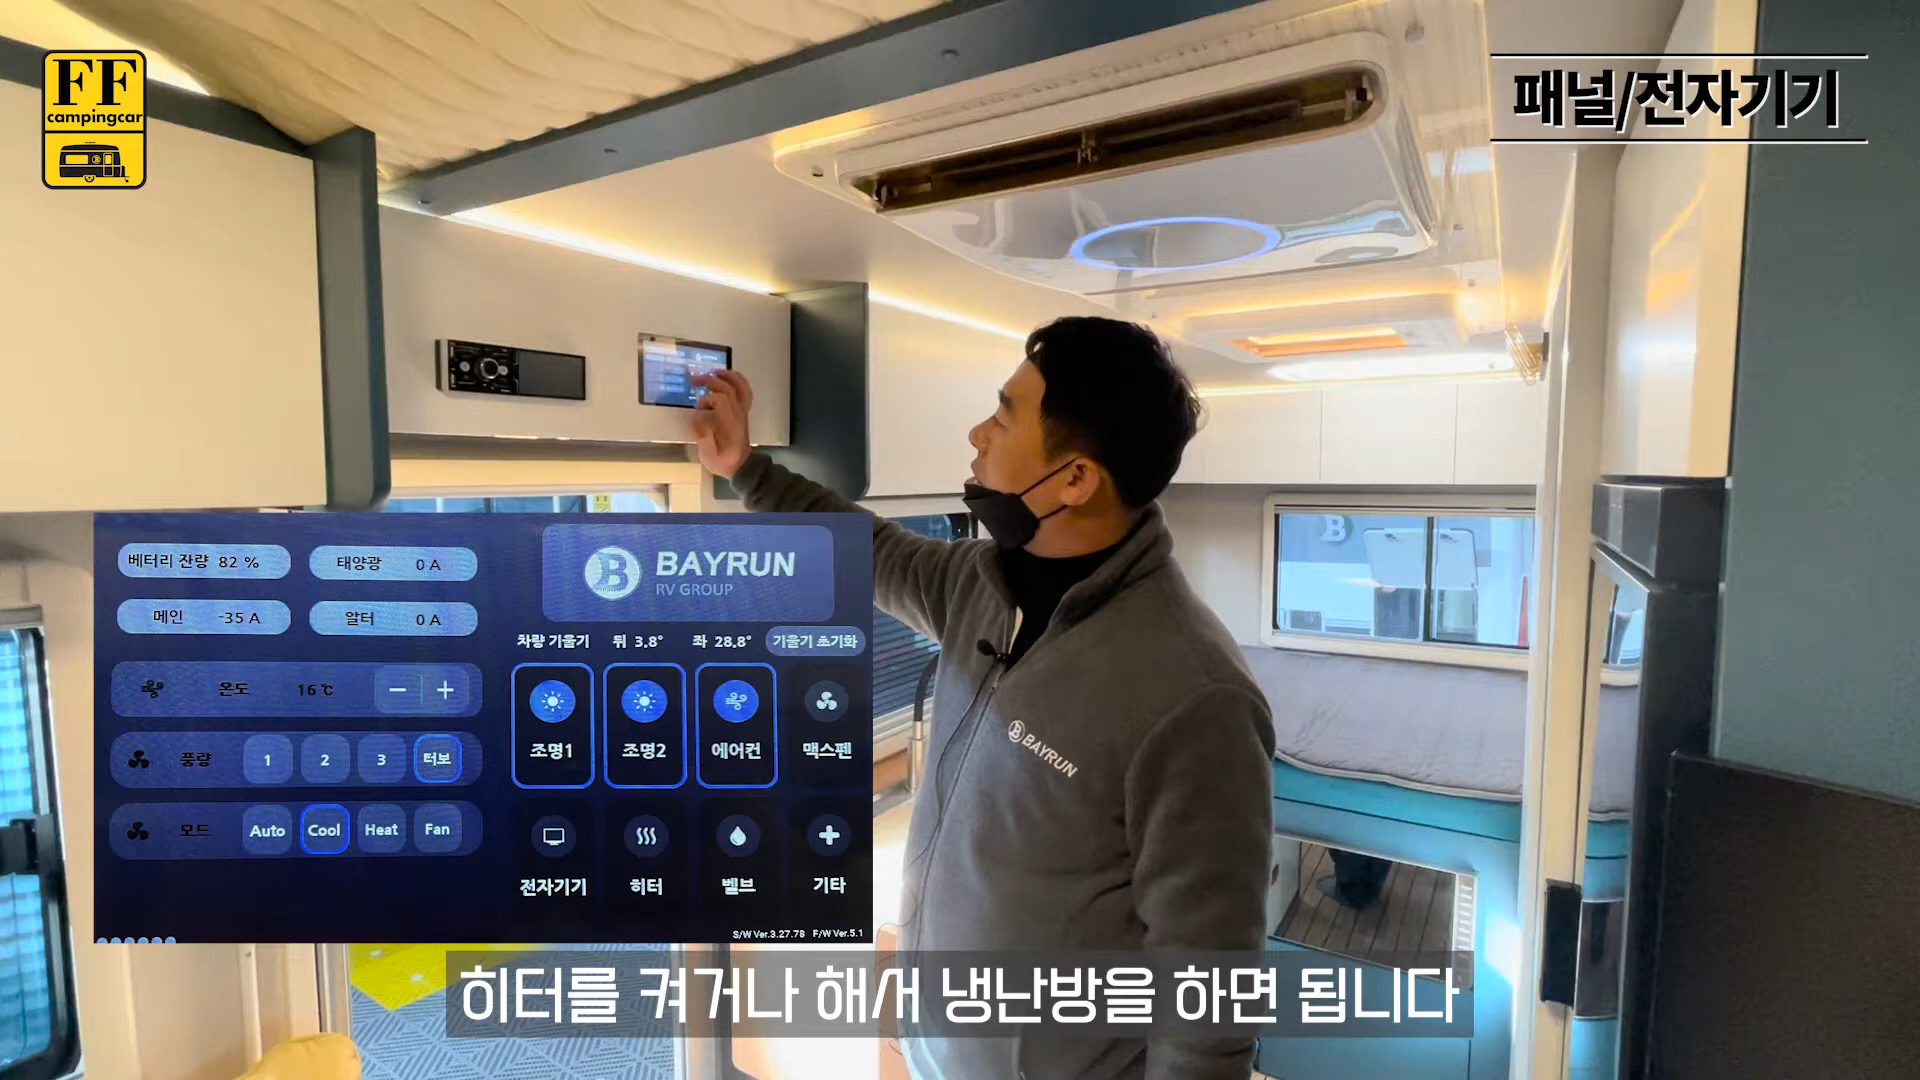 FF
campingcar
패널/전자기기
베터리 잔량 82 %
태양광 0 A
메인 -35 A
알터 0 A
BAYRUN
RV GROUP
차량 기울기 뒤 3.8° 좌 28.8° 기울기 초기화
온도 16 ℃ − +
풍량 1 2 3 터보
모드 Auto Cool Heat Fan
조명1 조명2 에어컨 맥스펜
전자기기 히터 벨브 기타
S/W Ver.3.27.78 F/W Ver.5.1
B
BAYRUN
히터를 켜거나 해서 냉난방을 하면 됩니다